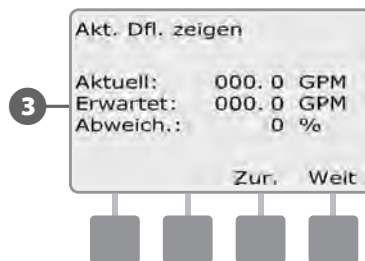 Akt. Dfl. zeigen
Aktuell: 000. 0 GPM
3
Erwartet: 000. 0 GPM
Abweich.: 0 %
Zur. Weit